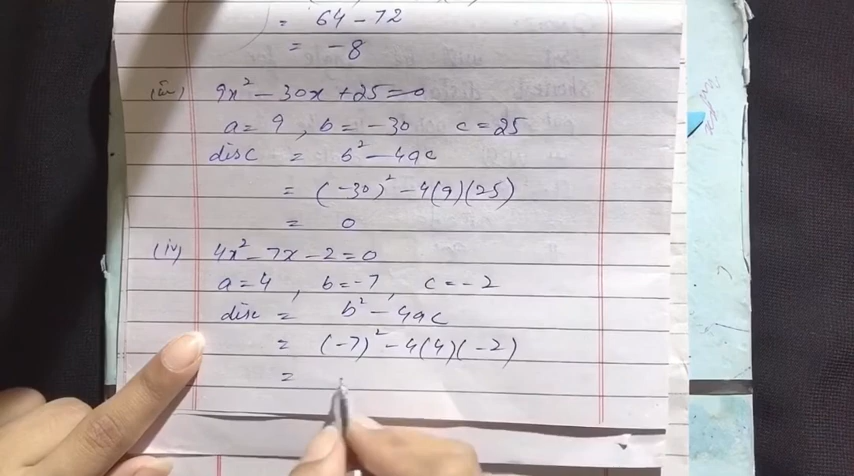 = 64 - 72
= -8
(iii) 9x² - 30x + 25 = 0
a = 9 , b = -30 c = 25
disc = b² - 4ac
= (-30)² - 4(9)(25)
= 0
(iv) 4x² - 7x - 2 = 0
a = 4 , b = -7 , c = -2
disc = b² - 4ac
= (-7)² - 4(4)(-2)
=